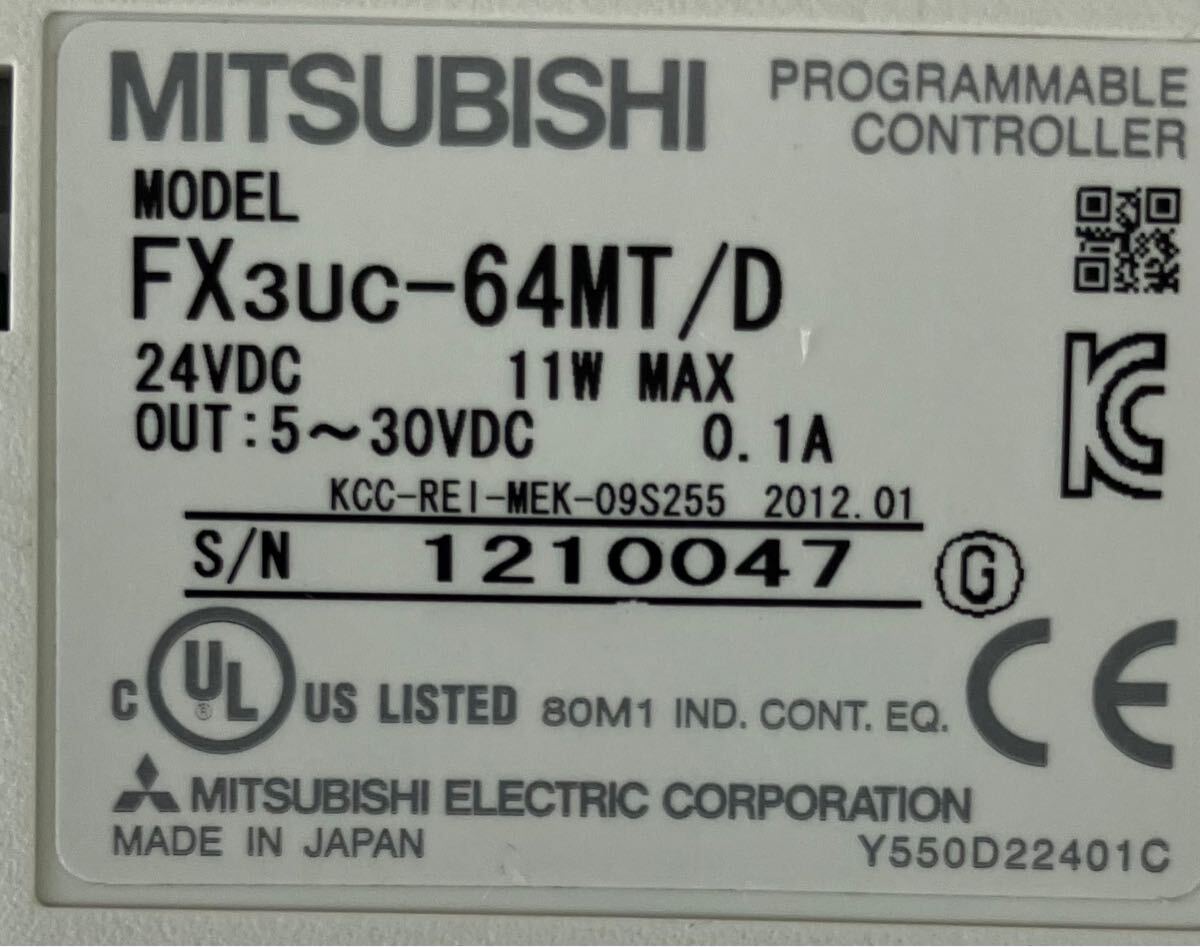 MITSUBISHI
PROGRAMMABLE
CONTROLLER
MODEL
FX3UC-64MT/D
24VDC 11W MAX
OUT:5～30VDC 0.1A
KCC-REI-MEK-09S255 2012.01
S/N 1210047 G
C UL® US LISTED 80M1 IND. CONT. EQ.
CE
MITSUBISHI ELECTRIC CORPORATION
MADE IN JAPAN
Y550D22401C